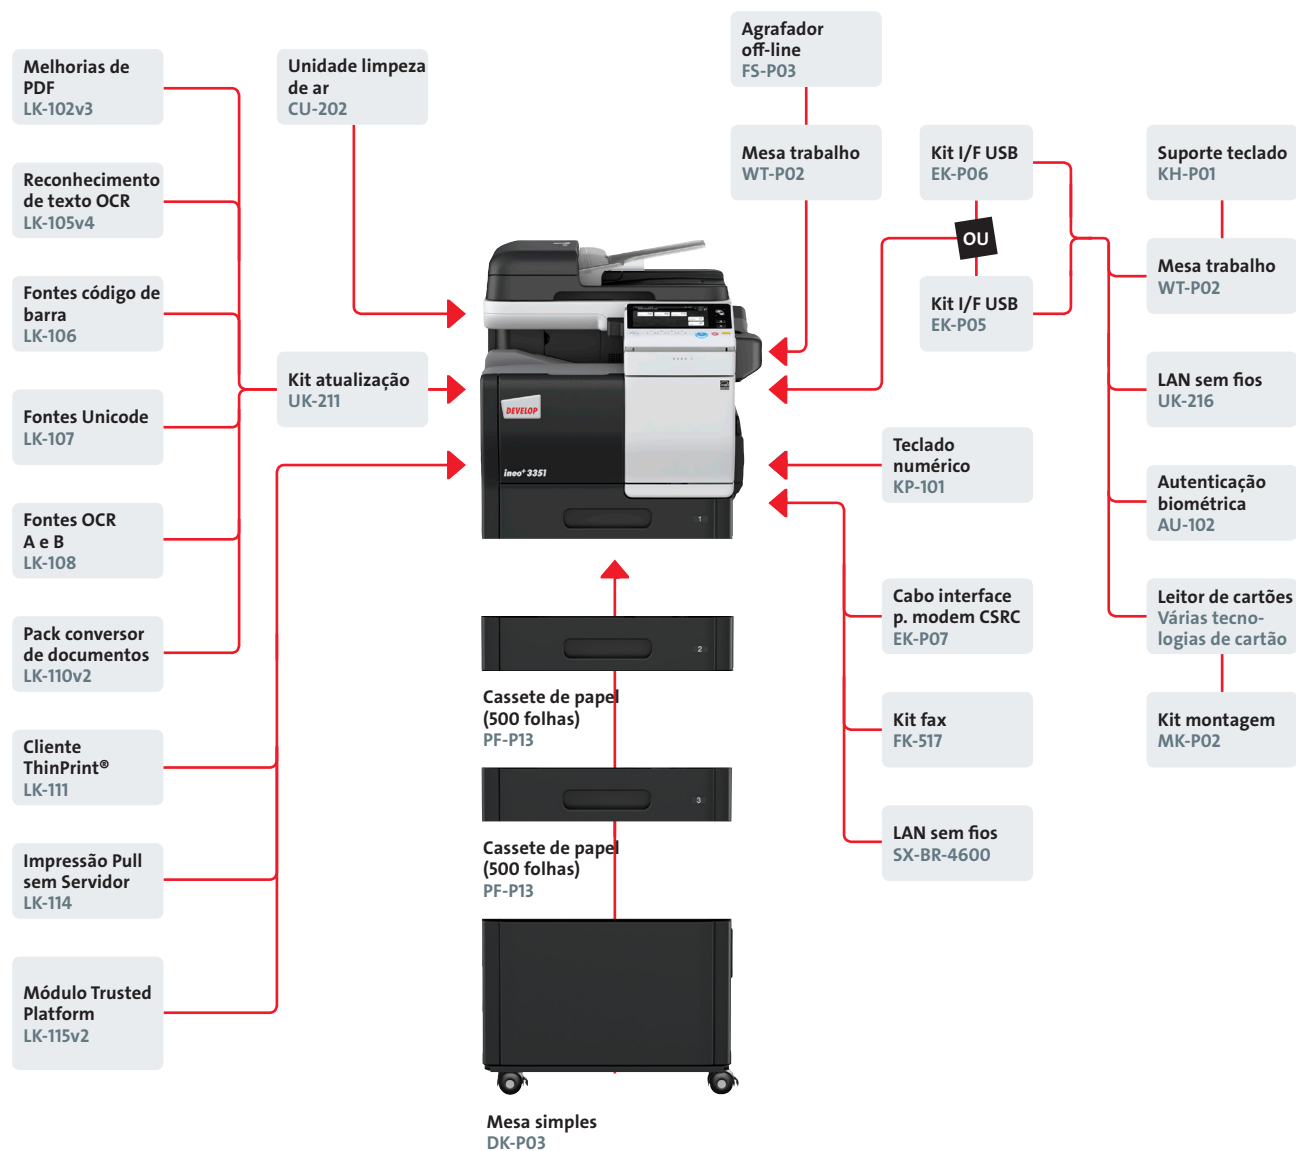 Melhorias de
PDF
LK-102v3
Reconhecimento
de texto OCR
LK-105v4
Fontes código de
barra
LK-106
Fontes Unicode
LK-107
Fontes OCR
A e B
LK-108
Pack conversor
de documentos
LK-110v2
Cliente
ThinPrint®
LK-111
Impressão Pull
sem Servidor
LK-114
Módulo Trusted
Platform
LK-115v2
Unidade limpeza
de ar
CU-202
Kit atualização
UK-211
DEVELOP
ineo+ 3351
1
2
Cassete de papel
(500 folhas)
PF-P13
3
Cassete de papel
(500 folhas)
PF-P13
Mesa simples
DK-P03
Agrafador
off-line
FS-P03
Mesa trabalho
WT-P02
Kit I/F USB
EK-P06
OU
Kit I/F USB
EK-P05
Teclado
numérico
KP-101
Cabo interface
p. modem CSRC
EK-P07
Kit fax
FK-517
LAN sem fios
SX-BR-4600
Suporte teclado
KH-P01
Mesa trabalho
WT-P02
LAN sem fios
UK-216
Autenticação
biométrica
AU-102
Leitor de cartões
Várias tecno-
logias de cartão
Kit montagem
MK-P02